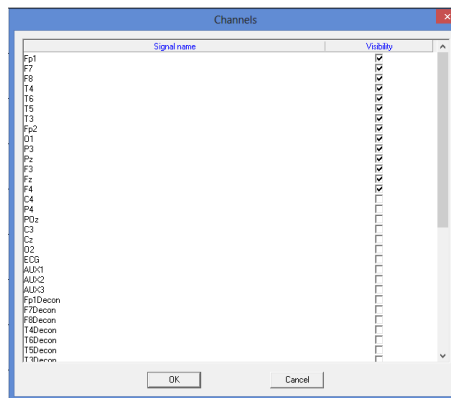 Channels
Signal name Visibility
Fp1
F7
F8
T4
T6
T5
T3
Fp2
O1
P3
Pz
F3
Fz
F4
C4
P4
POz
C3
Cz
O2
ECG
AUX1
AUX2
AUX3
Fp1Decon
F7Decon
F8Decon
T4Decon
T6Decon
T5Decon
T3Decon
OK Cancel